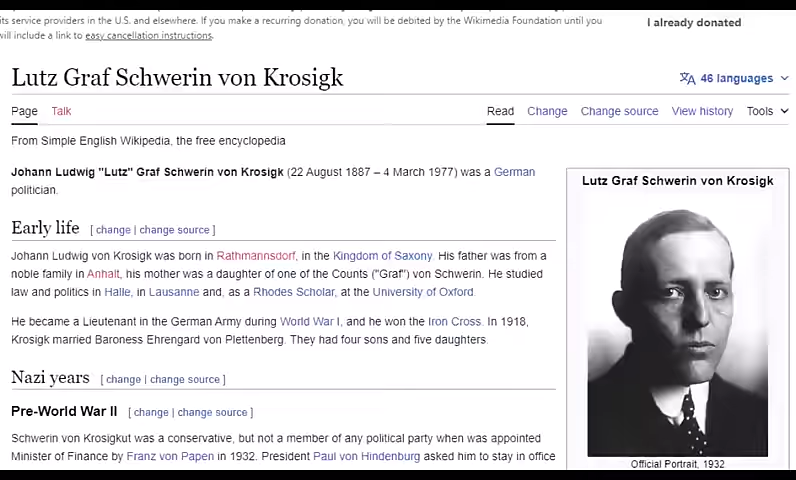 its service providers in the U.S. and elsewhere. If you make a recurring donation, you will be debited by the Wikimedia Foundation until you
will include a link to easy cancellation instructions.
I already donated
Lutz Graf Schwerin von Krosigk
46 languages
Page Talk Read Change Change source View history Tools
From Simple English Wikipedia, the free encyclopedia
Johann Ludwig "Lutz" Graf Schwerin von Krosigk (22 August 1887 – 4 March 1977) was a German
politician.
Early life [ change | change source ]
Johann Ludwig von Krosigk was born in Rathmannsdorf, in the Kingdom of Saxony. His father was from a
noble family in Anhalt, his mother was a daughter of one of the Counts ("Graf") von Schwerin. He studied
law and politics in Halle, in Lausanne and, as a Rhodes Scholar, at the University of Oxford.
He became a Lieutenant in the German Army during World War I, and he won the Iron Cross. In 1918,
Krosigk married Baroness Ehrengard von Plettenberg. They had four sons and five daughters.
Nazi years [ change | change source ]
Pre-World War II [ change | change source ]
Schwerin von Krosigkut was a conservative, but not a member of any political party when was appointed
Minister of Finance by Franz von Papen in 1932. President Paul von Hindenburg asked him to stay in office
Lutz Graf Schwerin von Krosigk
Official Portrait, 1932